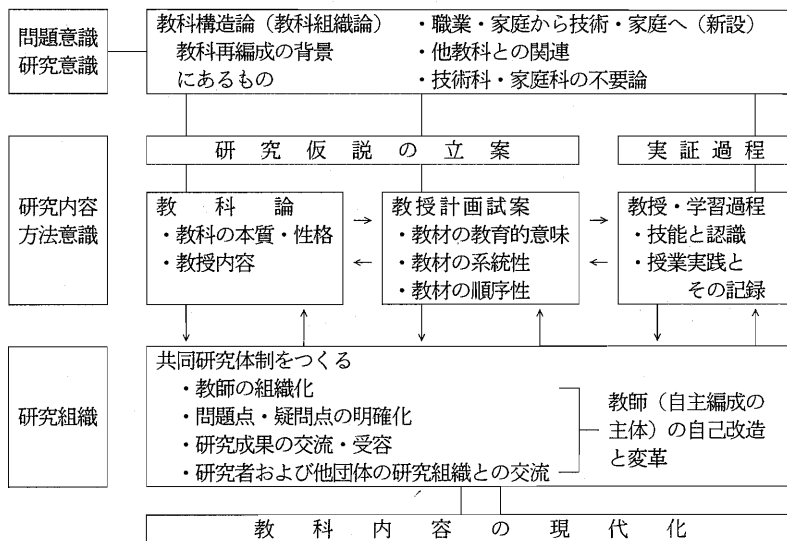 問題意識
研究意識
教科構造論（教科組織論）
教科再編成の背景
にあるもの
・職業・家庭から技術・家庭へ（新設）
・他教科との関連
・技術科・家庭科の不要論
研究仮説の立案
実証過程
研究内容
方法意識
教科論
・教科の本質・性格
・教授内容
教授計画試案
・教材の教育的意味
・教材の系統性
・教材の順序性
教授・学習過程
・技能と認識
・授業実践と
その記録
研究組織
共同研究体制をつくる
・教師の組織化
・問題点・疑問点の明確化
・研究成果の交流・受容
・研究者および他団体の研究組織との交流
教師（自主編成の
主体）の自己改造
と変革
教科内容の現代化